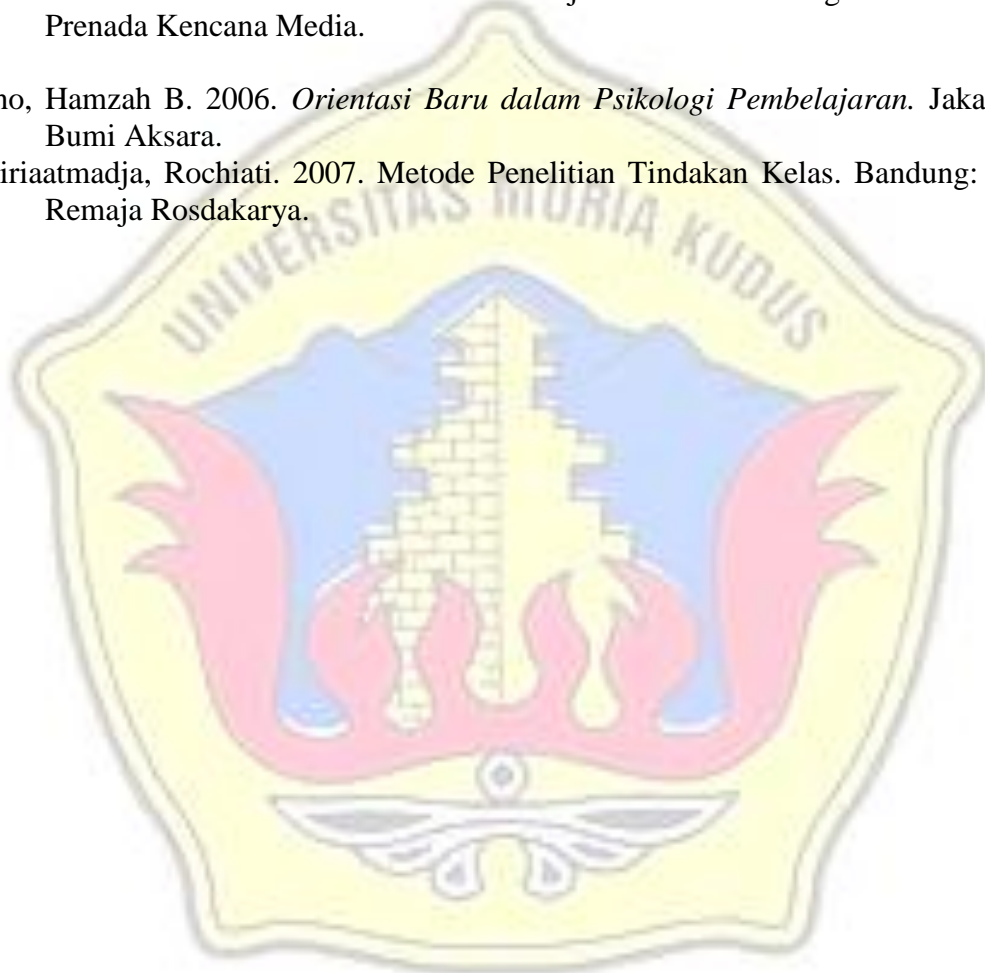 Prenada Kencana Media.
no, Hamzah B. 2006. Orientasi Baru dalam Psikologi Pembelajaran. Jaka
Bumi Aksara.
iriaatmadja, Rochiati. 2007. Metode Penelitian Tindakan Kelas. Bandung:
Remaja Rosdakarya.
UNIVERSITAS MURIA KUDUS